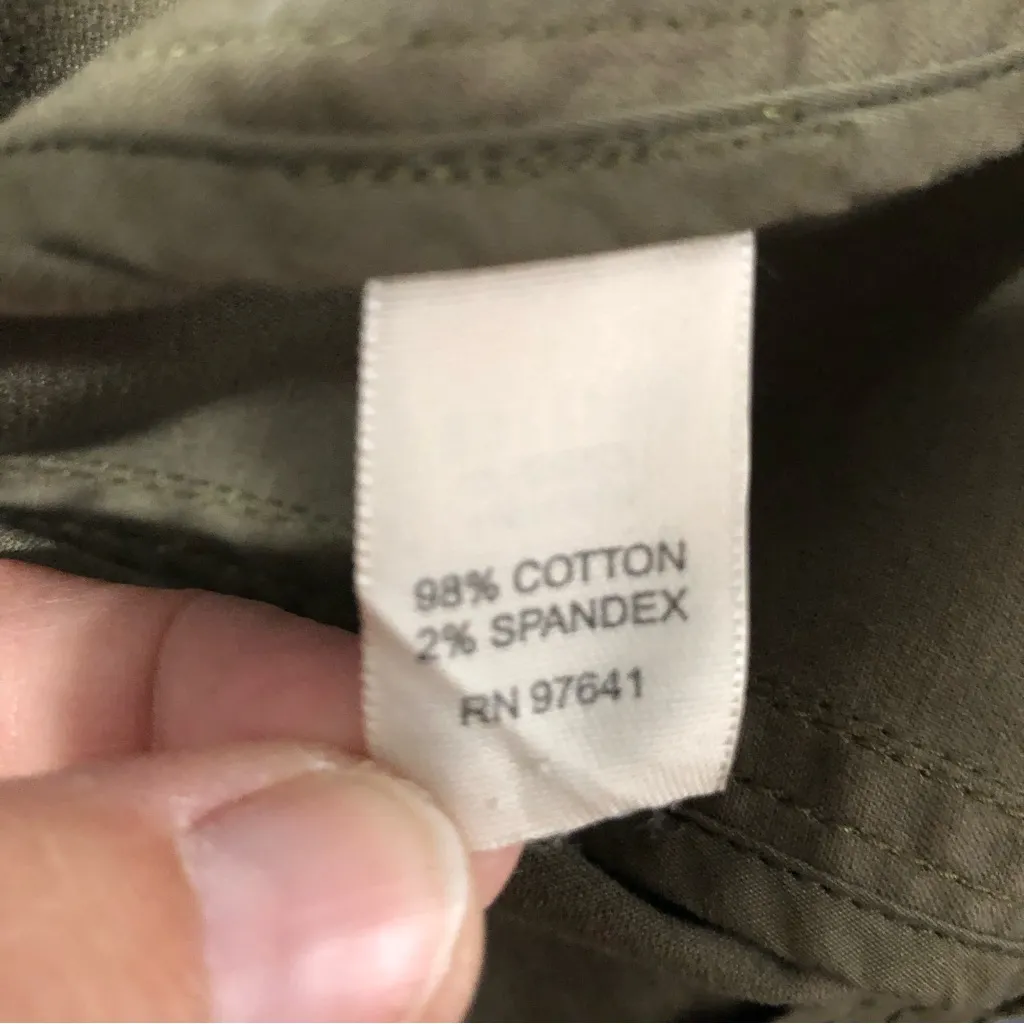 98% COTTON
2% SPANDEX
RN 97641